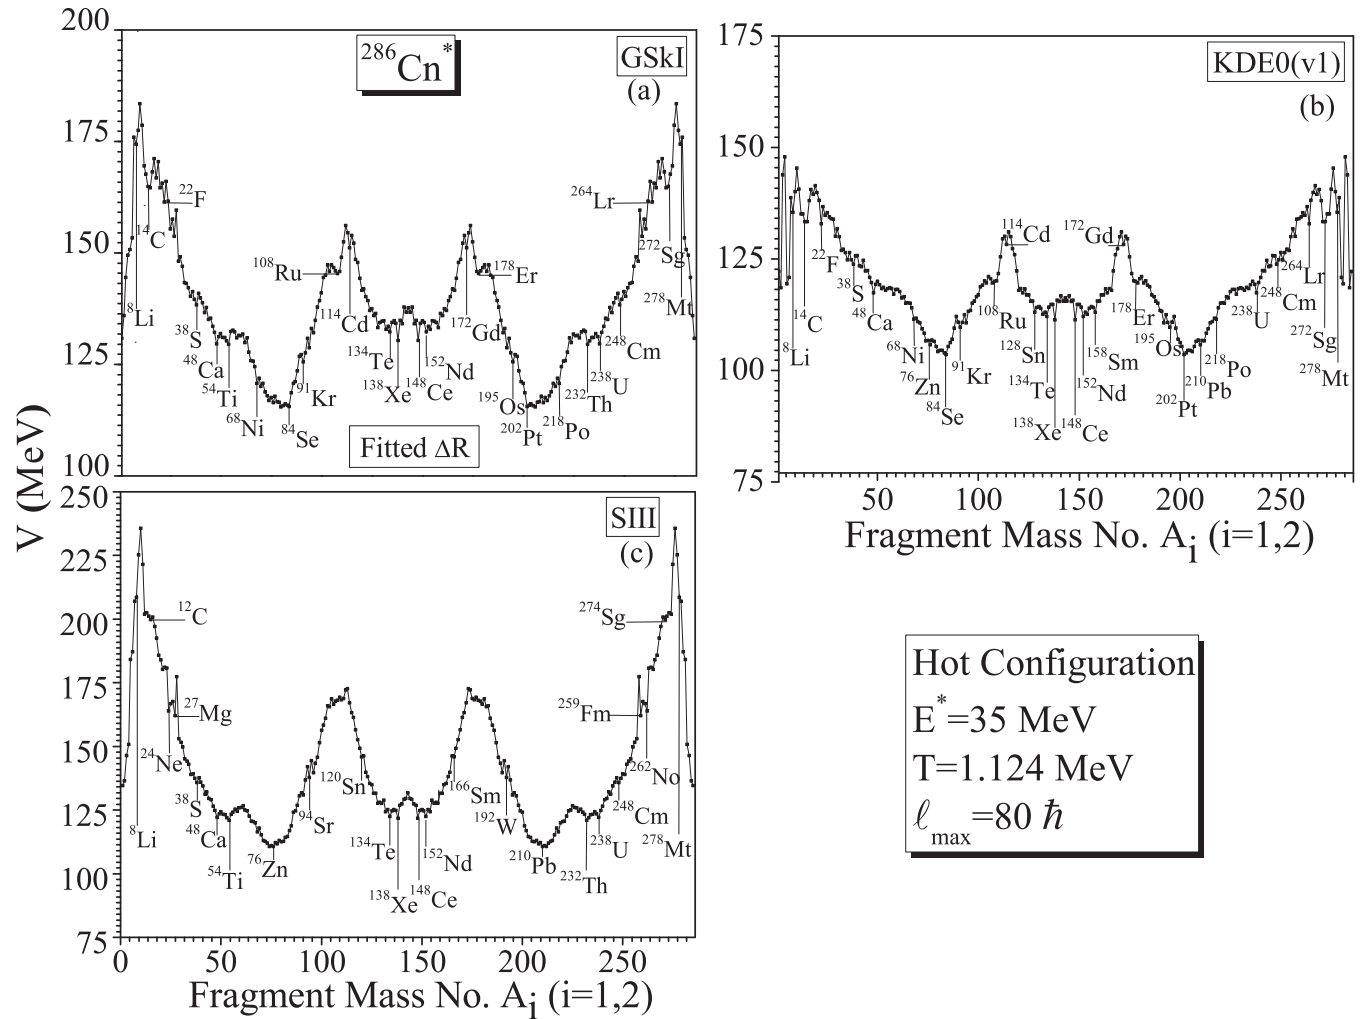 200
175
150
125
100
V (MeV)
²⁸⁶Cn*
GSkI
(a)
²²F
¹⁴C
⁸Li
³⁸S
⁴⁸Ca
⁵⁴Ti
⁶⁸Ni
⁸⁴Se
⁹¹Kr
¹⁰⁸Ru
¹¹⁴Cd
¹³⁴Te
¹³⁸Xe
¹⁴⁸Ce
¹⁵²Nd
¹⁷²Gd
¹⁷⁸Er
¹⁹⁵Os
²⁰²Pt
²¹⁸Po
²³²Th
²³⁸U
²⁴⁸Cm
²⁶⁴Lr
²⁷²Sg
²⁷⁸Mt
Fitted ΔR
175
150
125
100
75
KDE0(v1)
(b)
⁸Li
¹⁴C
²²F
³⁸S
⁴⁸Ca
⁶⁸Ni
⁷⁶Zn
⁸⁴Se
⁹¹Kr
¹⁰⁸Ru
¹¹⁴Cd
¹²⁸Sn
¹³⁴Te
¹³⁸Xe
¹⁴⁸Ce
¹⁵²Nd
¹⁵⁸Sm
¹⁷²Gd
¹⁷⁸Er
¹⁹⁵Os
²⁰²Pt
²¹⁰Pb
²¹⁸Po
²³⁸U
²⁴⁸Cm
²⁶⁴Lr
²⁷²Sg
²⁷⁸Mt
50 100 150 200 250
Fragment Mass No. Aᵢ (i=1,2)
250
225
200
175
150
125
100
75
SIII
(c)
⁸Li
¹²C
²⁴Ne
²⁷Mg
³⁸S
⁴⁸Ca
⁵⁴Ti
⁷⁶Zn
⁹⁴Sr
¹²⁰Sn
¹³⁴Te
¹³⁸Xe
¹⁴⁸Ce
¹⁵²Nd
¹⁶⁶Sm
¹⁹²W
²¹⁰Pb
²³²Th
²³⁸U
²⁴⁸Cm
²⁵⁹Fm
²⁶²No
²⁷⁴Sg
²⁷⁸Mt
0 50 100 150 200 250
Fragment Mass No. Aᵢ (i=1,2)
Hot Configuration
E*=35 MeV
T=1.124 MeV
ℓmax=80 ℏ